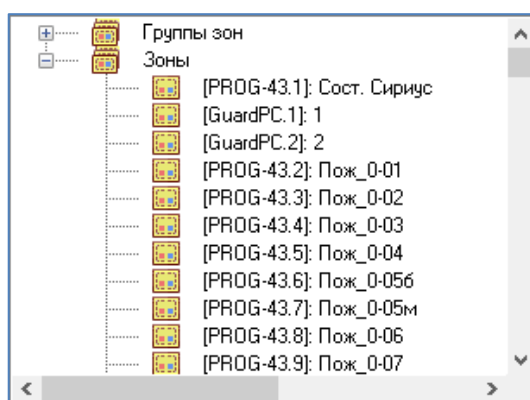 Группы зон
Зоны
[PROG-43.1]: Сост. Сириус
[GuardPC.1]: 1
[GuardPC.2]: 2
[PROG-43.2]: Пож_0-01
[PROG-43.3]: Пож_0-02
[PROG-43.4]: Пож_0-03
[PROG-43.5]: Пож_0-04
[PROG-43.6]: Пож_0-05б
[PROG-43.7]: Пож_0-05м
[PROG-43.8]: Пож_0-06
[PROG-43.9]: Пож_0-07